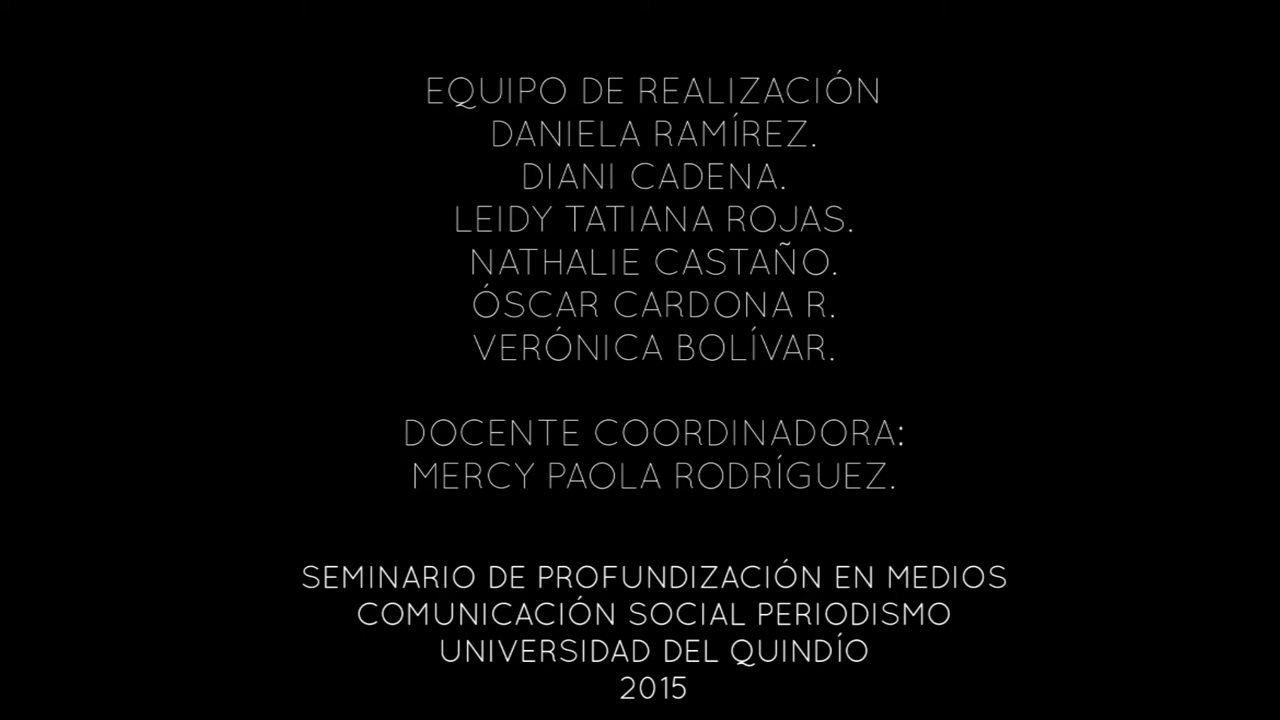 EQUIPO DE REALIZACIÓN
DANIELA RAMÍREZ.
DIANI CADENA.
LEIDY TATIANA ROJAS.
NATHALIE CASTAÑO.
ÓSCAR CARDONA R.
VERÓNICA BOLÍVAR.
DOCENTE COORDINADORA:
MERCY PAOLA RODRÍGUEZ.
SEMINARIO DE PROFUNDIZACIÓN EN MEDIOS
COMUNICACIÓN SOCIAL PERIODISMO
UNIVERSIDAD DEL QUINDÍO
2015